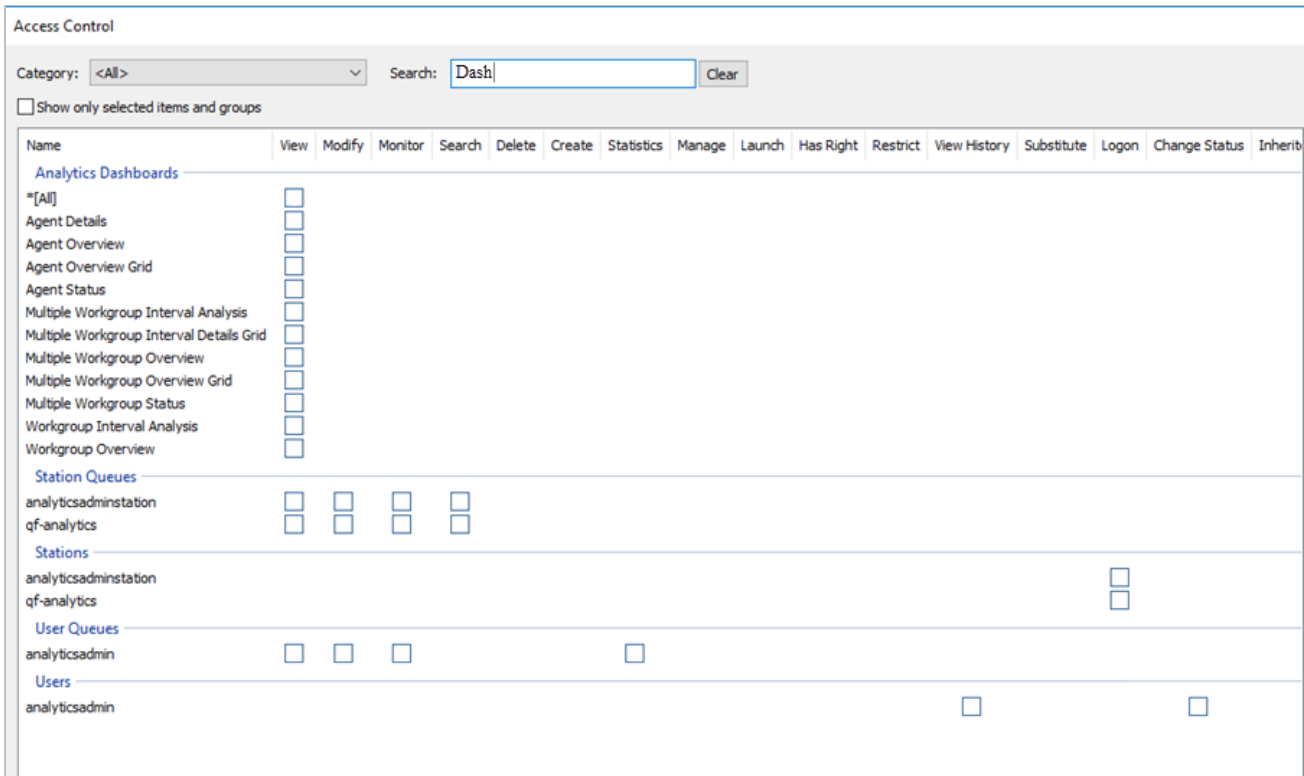 Access Control
Category: <All> Search: Dash Clear
Show only selected items and groups
Name View Modify Monitor Search Delete Create Statistics Manage Launch Has Right Restrict View History Substitute Logon Change Status Inherite
Analytics Dashboards
*[All]
Agent Details
Agent Overview
Agent Overview Grid
Agent Status
Multiple Workgroup Interval Analysis
Multiple Workgroup Interval Details Grid
Multiple Workgroup Overview
Multiple Workgroup Overview Grid
Multiple Workgroup Status
Workgroup Interval Analysis
Workgroup Overview
Station Queues
analyticsadminstation
qf-analytics
Stations
analyticsadminstation
qf-analytics
User Queues
analyticsadmin
Users
analyticsadmin